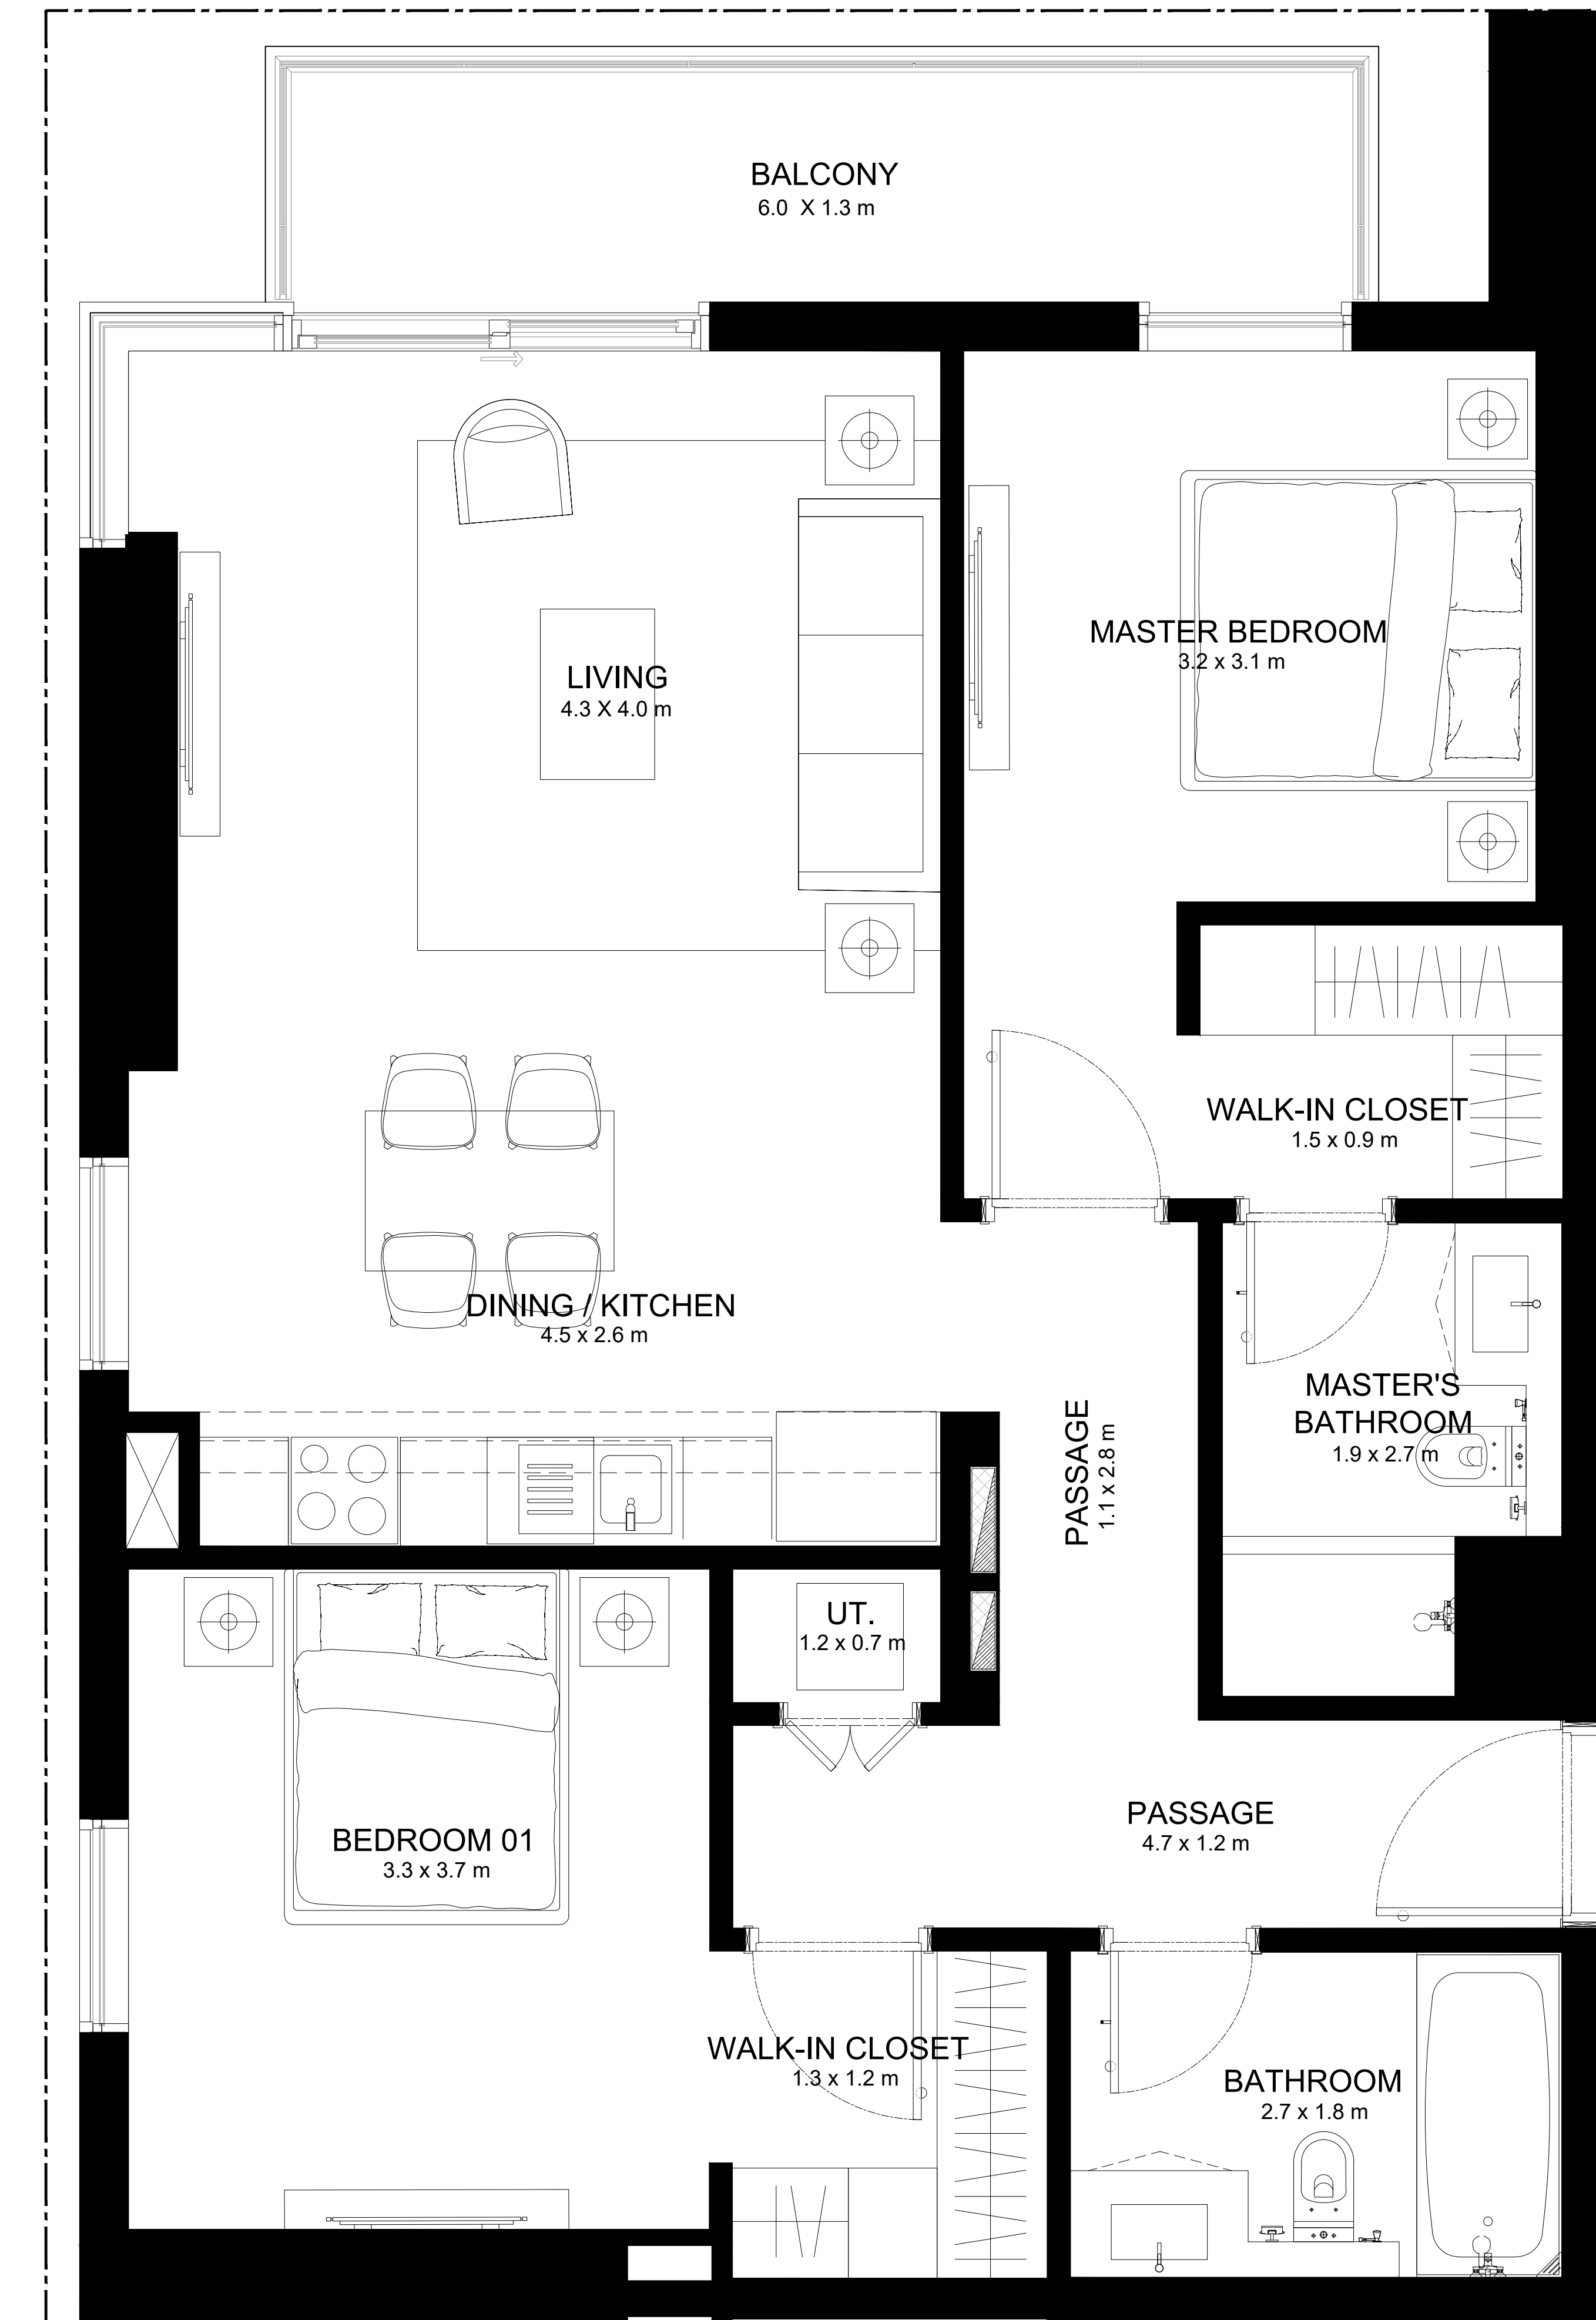 BALCONY
6.0 X 1.3 m
MASTER BEDROOM
3.2 x 3.1 m
LIVING
4.3 X 4.0 m
WALK-IN CLOSET
1.5 x 0.9 m
DINING / KITCHEN
4.5 x 2.6 m
PASSAGE
1.1 x 2.8 m
MASTER'S
BATHROOM
1.9 x 2.7 m
UT.
1.2 x 0.7 m
PASSAGE
4.7 x 1.2 m
BEDROOM 01
3.3 x 3.7 m
WALK-IN CLOSET
1.3 x 1.2 m
BATHROOM
2.7 x 1.8 m